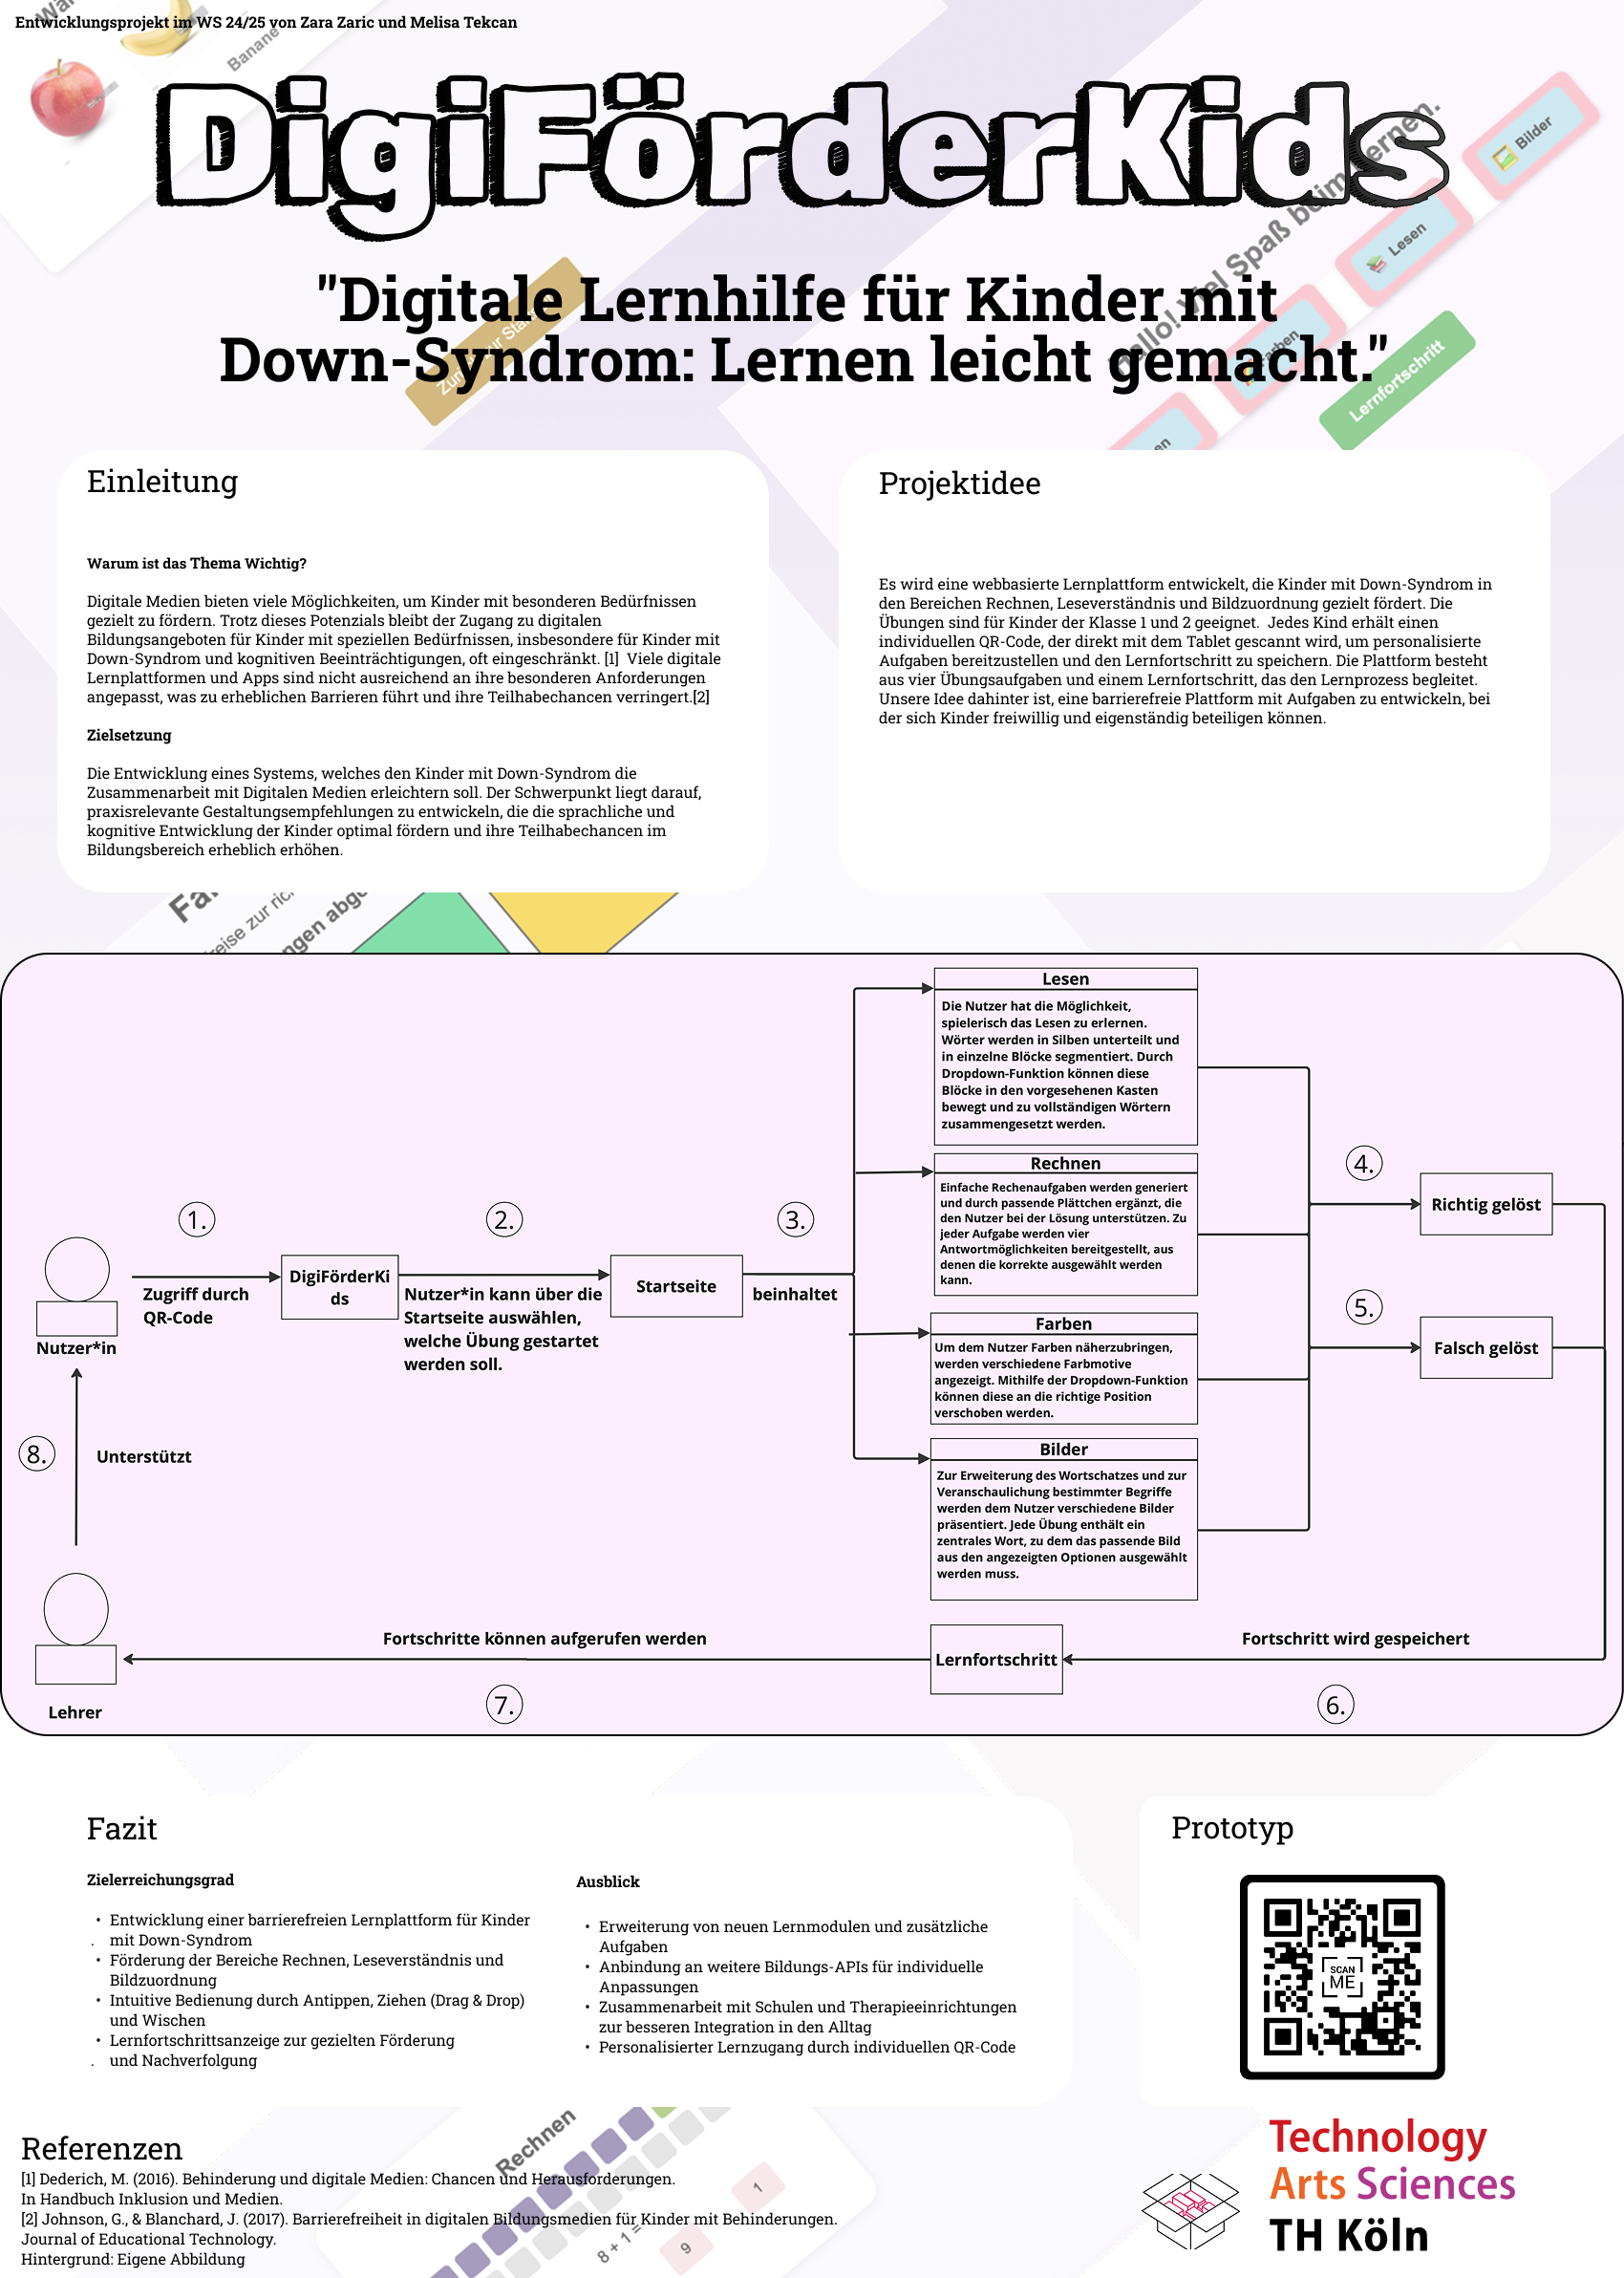 Entwicklungsprojekt im WS 24/25 von Zara Zaric und Melisa Tekcan
Banane
DigiFörderKids
Hallo! Viel Spaß beim Lernen.
Bilder
Lesen
Farben
Lernfortschritt
"Digitale Lernhilfe für Kinder mit
Down-Syndrom: Lernen leicht gemacht."
Einleitung
Warum ist das Thema Wichtig?
Digitale Medien bieten viele Möglichkeiten, um Kinder mit besonderen Bedürfnissen
gezielt zu fördern. Trotz dieses Potenzials bleibt der Zugang zu digitalen
Bildungsangeboten für Kinder mit speziellen Bedürfnissen, insbesondere für Kinder mit
Down-Syndrom und kognitiven Beeinträchtigungen, oft eingeschränkt. [1] Viele digitale
Lernplattformen und Apps sind nicht ausreichend an ihre besonderen Anforderungen
angepasst, was zu erheblichen Barrieren führt und ihre Teilhabechancen verringert.[2]
Zielsetzung
Die Entwicklung eines Systems, welches den Kinder mit Down-Syndrom die
Zusammenarbeit mit Digitalen Medien erleichtern soll. Der Schwerpunkt liegt darauf,
praxisrelevante Gestaltungsempfehlungen zu entwickeln, die die sprachliche und
kognitive Entwicklung der Kinder optimal fördern und ihre Teilhabechancen im
Bildungsbereich erheblich erhöhen.
Projektidee
Es wird eine webbasierte Lernplattform entwickelt, die Kinder mit Down-Syndrom in
den Bereichen Rechnen, Leseverständnis und Bildzuordnung gezielt fördert. Die
Übungen sind für Kinder der Klasse 1 und 2 geeignet. Jedes Kind erhält einen
individuellen QR-Code, der direkt mit dem Tablet gescannt wird, um personalisierte
Aufgaben bereitzustellen und den Lernfortschritt zu speichern. Die Plattform besteht
aus vier Übungsaufgaben und einem Lernfortschritt, das den Lernprozess begleitet.
Unsere Idee dahinter ist, eine barrierefreie Plattform mit Aufgaben zu entwickeln, bei
der sich Kinder freiwillig und eigenständig beteiligen können.
1.
Nutzer*in
Zugriff durch
QR-Code
DigiFörderKi
ds
2.
Nutzer*in kann über die
Startseite auswählen,
welche Übung gestartet
werden soll.
Startseite
3.
beinhaltet
Lesen
Die Nutzer hat die Möglichkeit,
spielerisch das Lesen zu erlernen.
Wörter werden in Silben unterteilt und
in einzelne Blöcke segmentiert. Durch
Dropdown-Funktion können diese
Blöcke in den vorgesehenen Kasten
bewegt und zu vollständigen Wörtern
zusammengesetzt werden.
Rechnen
Einfache Rechenaufgaben werden generiert
und durch passende Plättchen ergänzt, die
den Nutzer bei der Lösung unterstützen. Zu
jeder Aufgabe werden vier
Antwortmöglichkeiten bereitgestellt, aus
denen die korrekte ausgewählt werden
kann.
Farben
Um dem Nutzer Farben näherzubringen,
werden verschiedene Farbmotive
angezeigt. Mithilfe der Dropdown-Funktion
können diese an die richtige Position
verschoben werden.
Bilder
Zur Erweiterung des Wortschatzes und zur
Veranschaulichung bestimmter Begriffe
werden dem Nutzer verschiedene Bilder
präsentiert. Jede Übung enthält ein
zentrales Wort, zu dem das passende Bild
aus den angezeigten Optionen ausgewählt
werden muss.
4.
Richtig gelöst
5.
Falsch gelöst
8.
Unterstützt
Lehrer
Fortschritte können aufgerufen werden
7.
Lernfortschritt
Fortschritt wird gespeichert
6.
Fazit
Zielerreichungsgrad
• Entwicklung einer barrierefreien Lernplattform für Kinder
. mit Down-Syndrom
• Förderung der Bereiche Rechnen, Leseverständnis und
Bildzuordnung
• Intuitive Bedienung durch Antippen, Ziehen (Drag & Drop)
und Wischen
• Lernfortschrittsanzeige zur gezielten Förderung
. und Nachverfolgung
Ausblick
• Erweiterung von neuen Lernmodulen und zusätzliche
Aufgaben
• Anbindung an weitere Bildungs-APIs für individuelle
Anpassungen
• Zusammenarbeit mit Schulen und Therapieeinrichtungen
zur besseren Integration in den Alltag
• Personalisierter Lernzugang durch individuellen QR-Code
Prototyp
SCAN
ME
Referenzen
[1] Dederich, M. (2016). Behinderung und digitale Medien: Chancen und Herausforderungen.
In Handbuch Inklusion und Medien.
[2] Johnson, G., & Blanchard, J. (2017). Barrierefreiheit in digitalen Bildungsmedien für Kinder mit Behinderungen.
Journal of Educational Technology.
Hintergrund: Eigene Abbildung
Rechnen
8 + 1 =
1
9
Technology
Arts Sciences
TH Köln